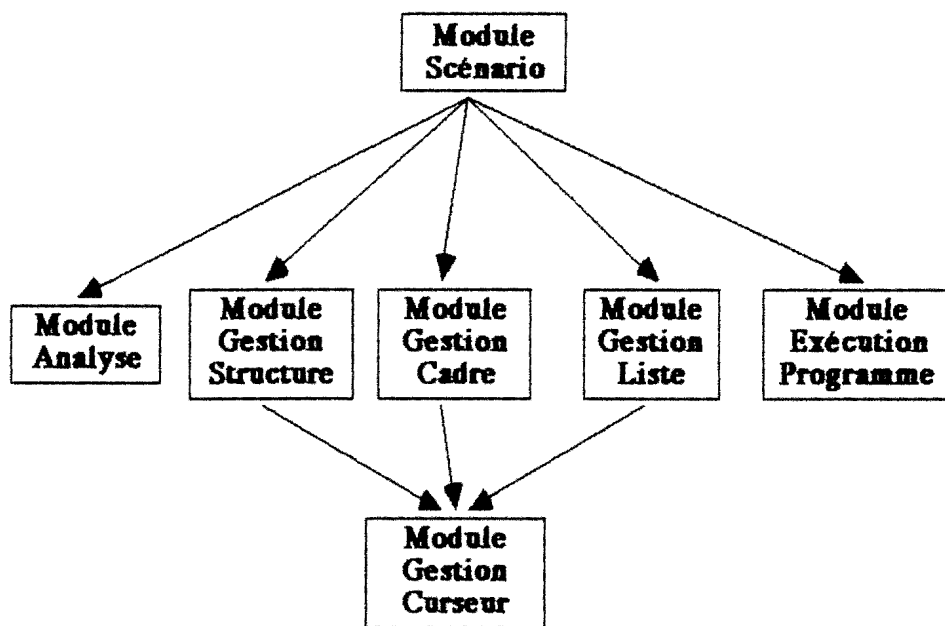 Module
Scénario
Module
Analyse
Module
Gestion
Structure
Module
Gestion
Cadre
Module
Gestion
Liste
Module
Exécution
Programme
Module
Gestion
Curseur